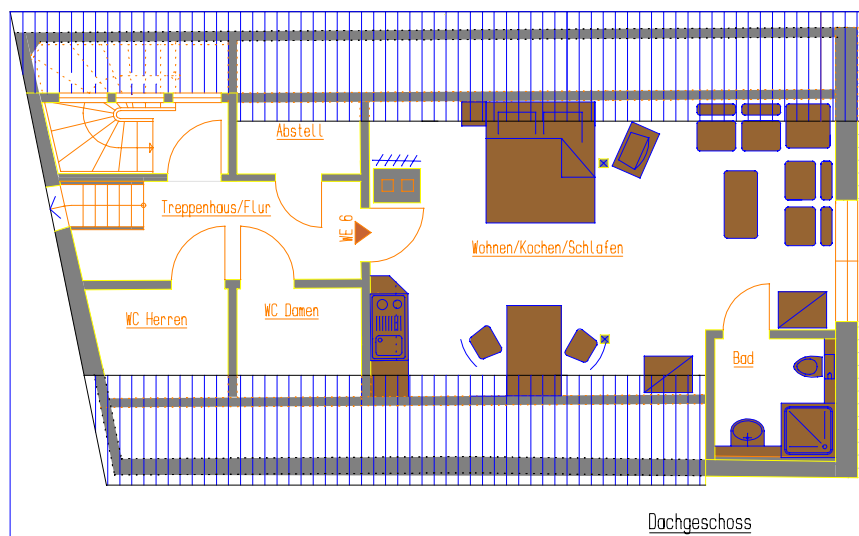 Abstell
Treppenhaus/Flur
WE 6
Wohnen/Kochen/Schlafen
WC Herren
WC Damen
Bad
Dachgeschoss